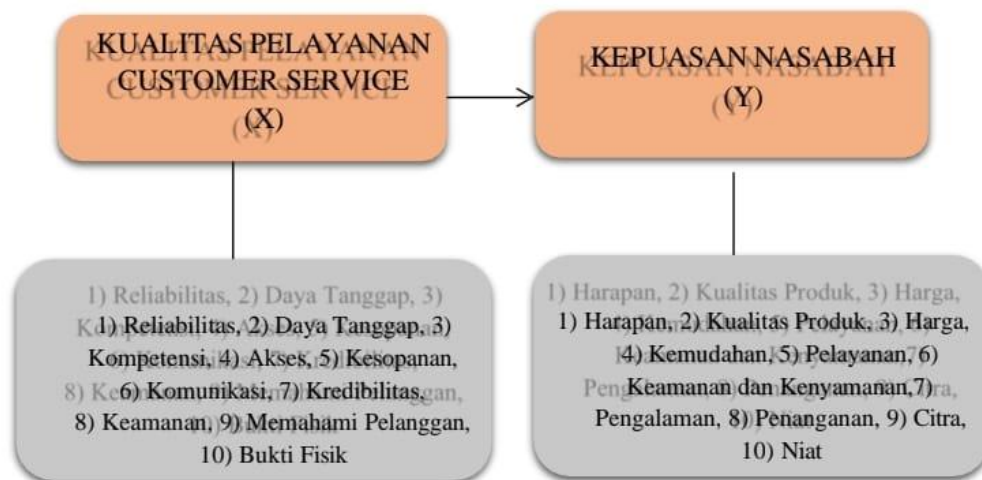 KUALITAS PELAYANAN
CUSTOMER SERVICE
(X)
KEPUASAN NASABAH
(Y)
1) Reliabilitas, 2) Daya Tanggap, 3)
Kompetensi, 4) Akses, 5) Kesopanan,
6) Komunikasi, 7) Kredibilitas,
8) Keamanan, 9) Memahami Pelanggan,
10) Bukti Fisik
1) Harapan, 2) Kualitas Produk, 3) Harga,
4) Kemudahan, 5) Pelayanan, 6)
Keamanan dan Kenyamanan,7)
Pengalaman, 8) Penanganan, 9) Citra,
10) Niat